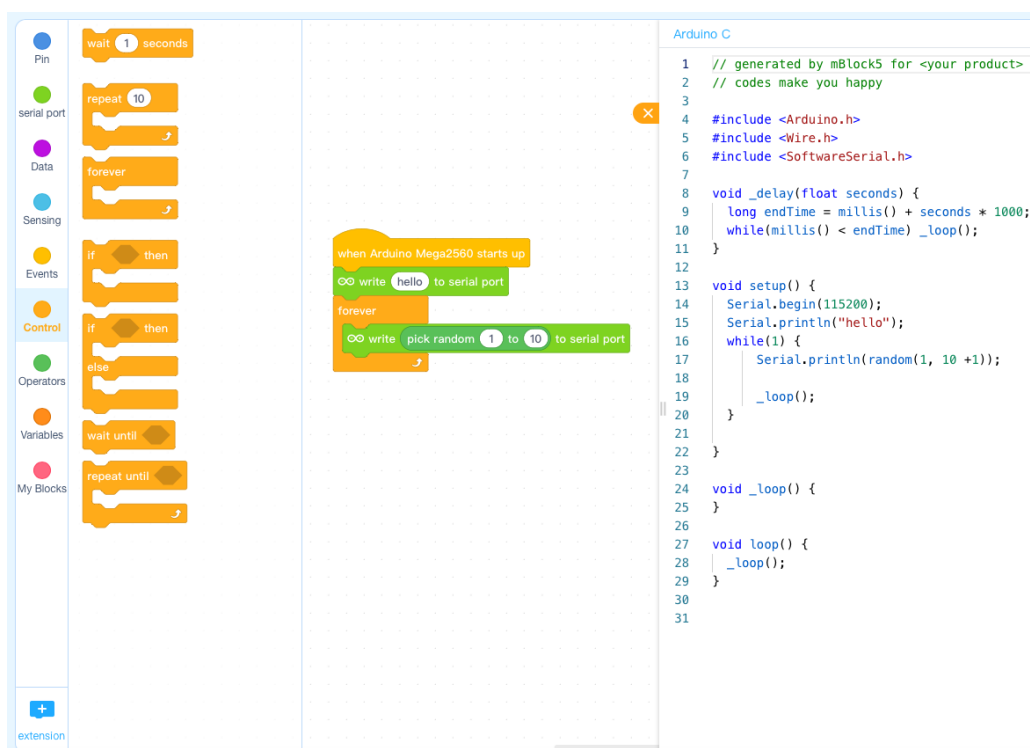 Pin
serial port
Data
Sensing
Events
Control
Operators
Variables
My Blocks
+
extension
wait 1 seconds
repeat 10
forever
if then
if then
else
wait until
repeat until
when Arduino Mega2560 starts up
write hello to serial port
forever
write pick random 1 to 10 to serial port
Arduino C
1 // generated by mBlock5 for <your product>
2 // codes make you happy
3
4 #include <Arduino.h>
5 #include <Wire.h>
6 #include <SoftwareSerial.h>
7
8 void _delay(float seconds) {
9 long endTime = millis() + seconds * 1000;
10 while(millis() < endTime) _loop();
11 }
12
13 void setup() {
14 Serial.begin(115200);
15 Serial.println("hello");
16 while(1) {
17 Serial.println(random(1, 10 +1));
18
19 _loop();
20 }
21
22 }
23
24 void _loop() {
25 }
26
27 void loop() {
28 _loop();
29 }
30
31